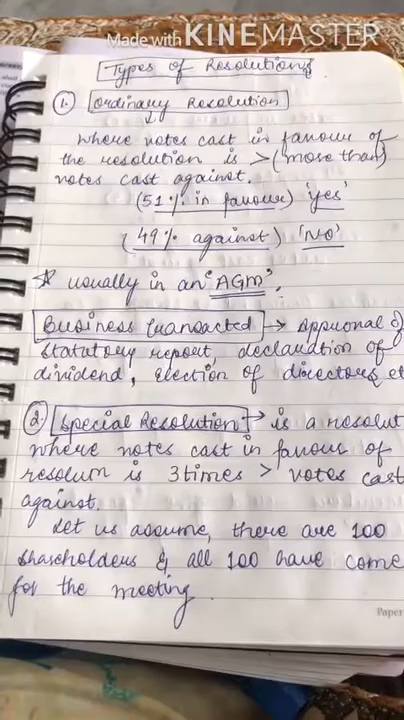 Made with KINEMASTER
Types of Resolutions
1. Ordinary Resolution
where votes cast in favour of
the resolution is > (more than)
votes cast against.
(51% in favour) 'yes'
(49% against) 'NO'
☆ usually in an 'AGM'.
Business transacted → approval of
statutory report, declaration of
dividend, election of directors et
2 Special Resolution → is a resolut
where votes cast in favour of
resolum is 3 times > votes cast
against.
Let us assume, there are 100
shareholders & all 100 have come
for the meeting.
Paper